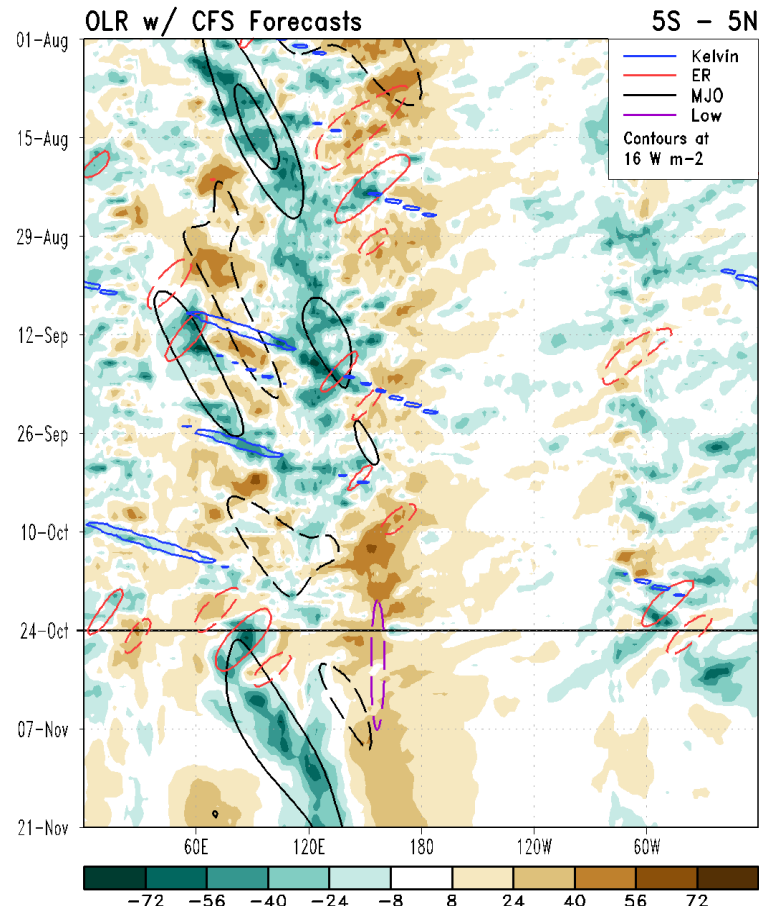 OLR w/ CFS Forecasts 5S - 5N
Kelvin
ER
MJO
Low
Contours at
16 W m-2
01-Aug
15-Aug
29-Aug
12-Sep
26-Sep
10-Oct
24-Oct
07-Nov
21-Nov
60E 120E 180 120W 60W
-72 -56 -40 -24 -8 8 24 40 56 72